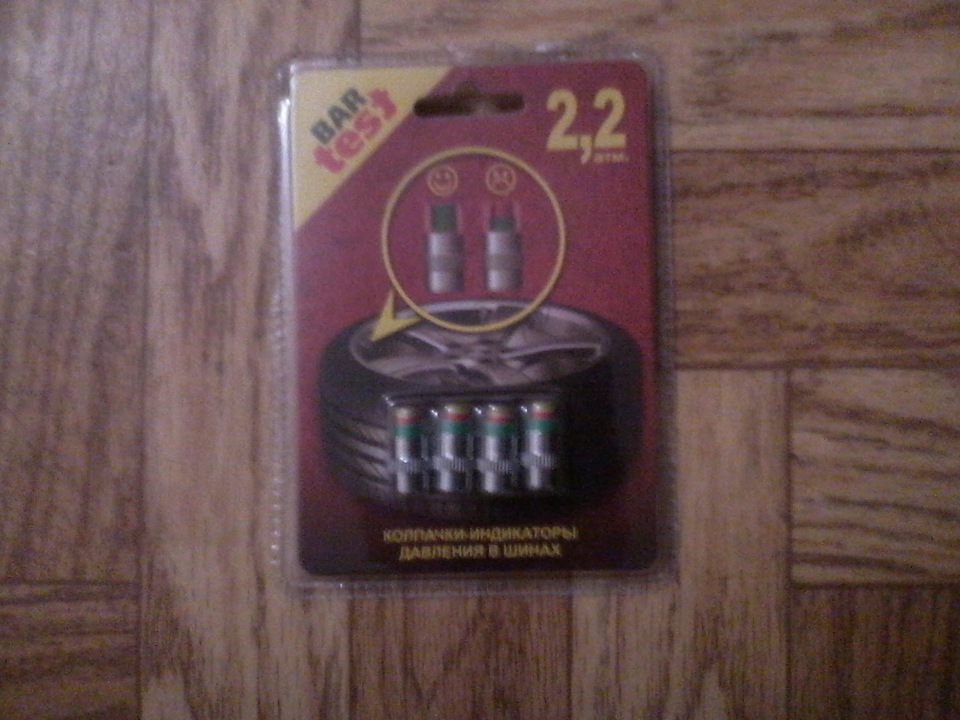 BAR
test
2,2
атм.
КОЛПАЧКИ-ИНДИКАТОРЫ
ДАВЛЕНИЯ В ШИНАХ